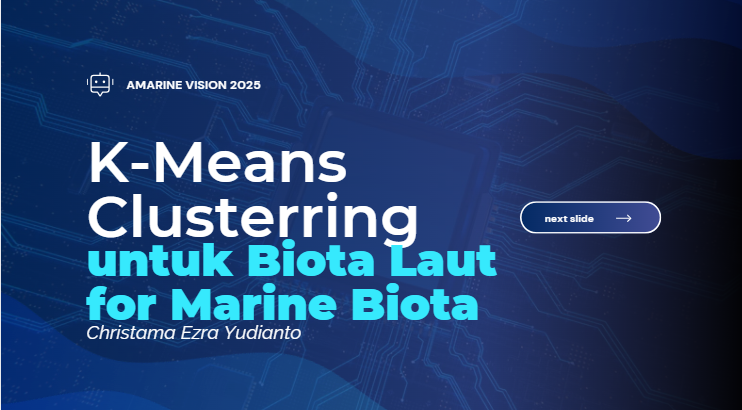 AMARINE VISION 2025
K-Means
Clusterring
untuk Biota Laut
for Marine Biota
Christama Ezra Yudianto
next slide